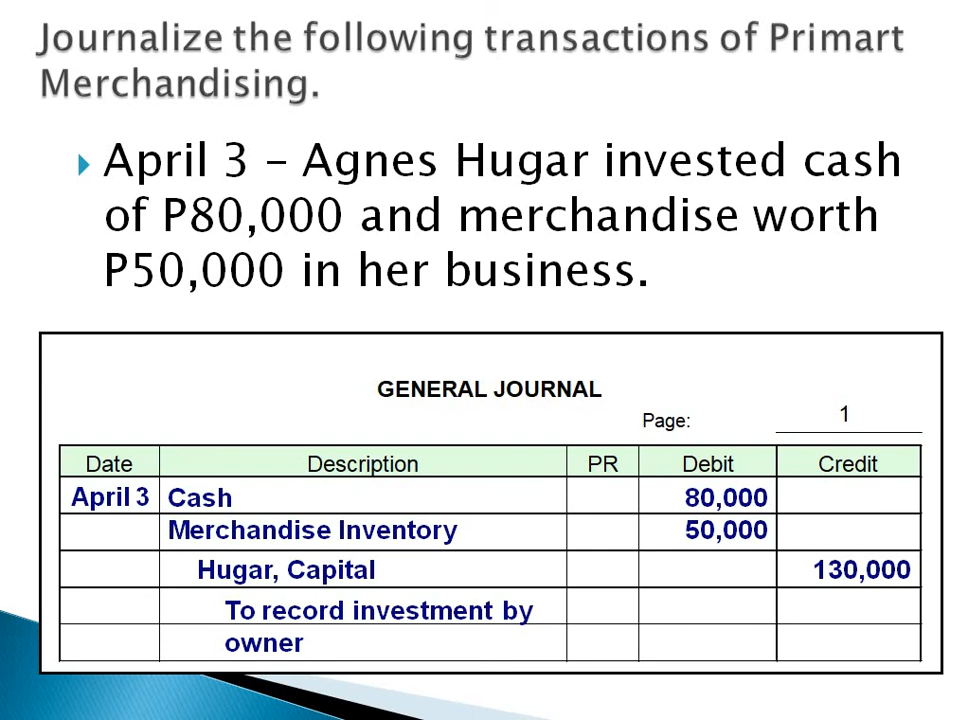 Journalize the following transactions of Primart
Merchandising.
April 3 – Agnes Hugar invested cash
of P80,000 and merchandise worth
P50,000 in her business.
GENERAL JOURNAL
Page: 1
Date Description PR Debit Credit
April 3 Cash 80,000
Merchandise Inventory 50,000
Hugar, Capital 130,000
To record investment by
owner